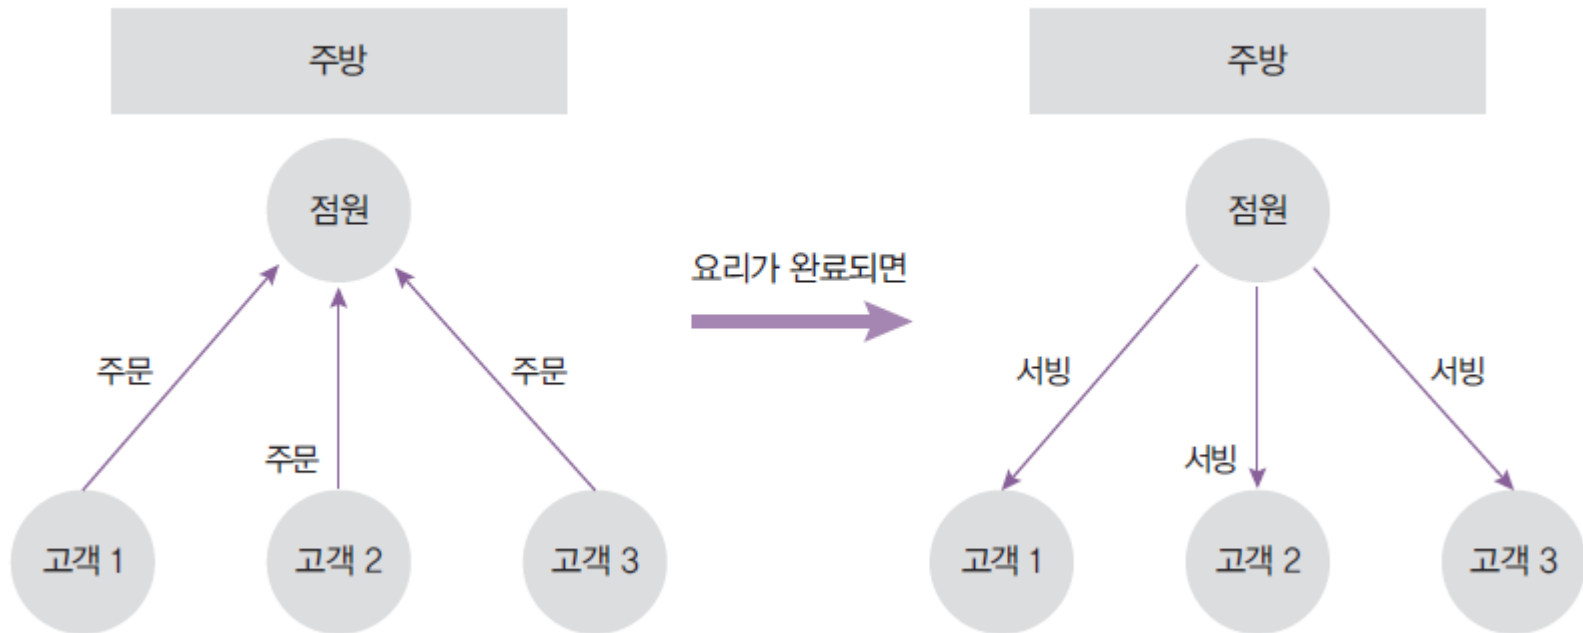 주방
점원
주문
주문
주문
고객 1
고객 2
고객 3
요리가 완료되면
주방
점원
서빙
서빙
서빙
고객 1
고객 2
고객 3